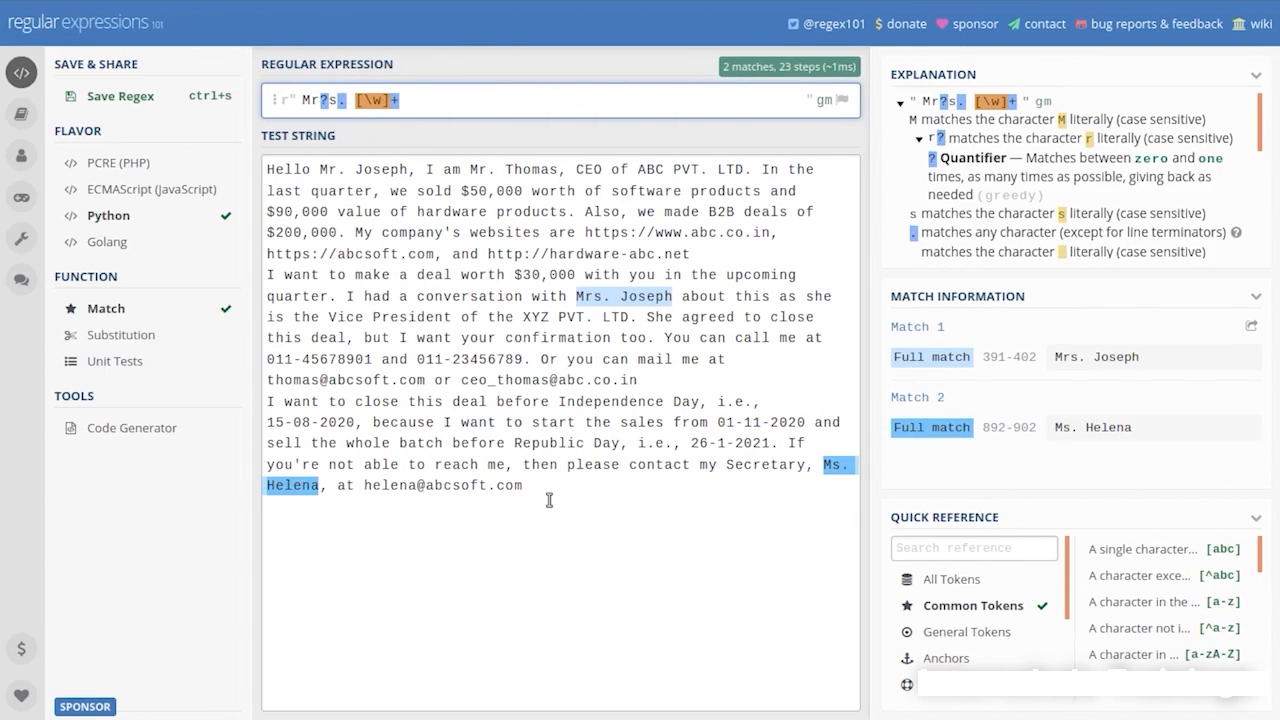 regular expressions 101
@regex101 $ donate sponsor contact bug reports & feedback wiki
SAVE & SHARE
Save Regex ctrl+s
FLAVOR
</> PCRE (PHP)
</> ECMAScript (JavaScript)
</> Python
</> Golang
FUNCTION
Match
Substitution
Unit Tests
TOOLS
Code Generator
SPONSOR
REGULAR EXPRESSION
2 matches, 23 steps (~1ms)
r" Mr?s. [\w]+ " gm
TEST STRING
Hello Mr. Joseph, I am Mr. Thomas, CEO of ABC PVT. LTD. In the
last quarter, we sold $50,000 worth of software products and
$90,000 value of hardware products. Also, we made B2B deals of
$200,000. My company's websites are https://www.abc.co.in,
https://abcsoft.com, and http://hardware-abc.net
I want to make a deal worth $30,000 with you in the upcoming
quarter. I had a conversation with Mrs. Joseph about this as she
is the Vice President of the XYZ PVT. LTD. She agreed to close
this deal, but I want your confirmation too. You can call me at
011-45678901 and 011-23456789. Or you can mail me at
thomas@abcsoft.com or ceo_thomas@abc.co.in
I want to close this deal before Independence Day, i.e.,
15-08-2020, because I want to start the sales from 01-11-2020 and
sell the whole batch before Republic Day, i.e., 26-1-2021. If
you're not able to reach me, then please contact my Secretary, Ms.
Helena, at helena@abcsoft.com
EXPLANATION
" Mr?s. [\w]+ " gm
M matches the character M literally (case sensitive)
r? matches the character r literally (case sensitive)
? Quantifier — Matches between zero and one
times, as many times as possible, giving back as
needed (greedy)
s matches the character s literally (case sensitive)
. matches any character (except for line terminators)
matches the character literally (case sensitive)
MATCH INFORMATION
Match 1
Full match 391-402 Mrs. Joseph
Match 2
Full match 892-902 Ms. Helena
QUICK REFERENCE
Search reference
All Tokens
Common Tokens
General Tokens
Anchors
A single character... [abc]
A character exce... [^abc]
A character in the ... [a-z]
A character not i... [^a-z]
A character in ... [a-zA-Z]